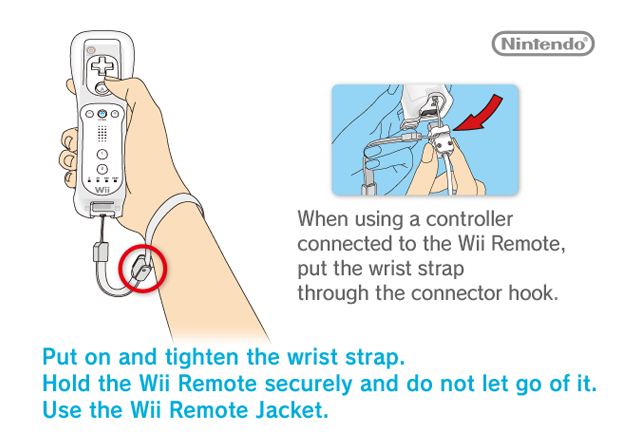 Nintendo®
Wii
When using a controller
connected to the Wii Remote,
put the wrist strap
through the connector hook.
Put on and tighten the wrist strap.
Hold the Wii Remote securely and do not let go of it.
Use the Wii Remote Jacket.